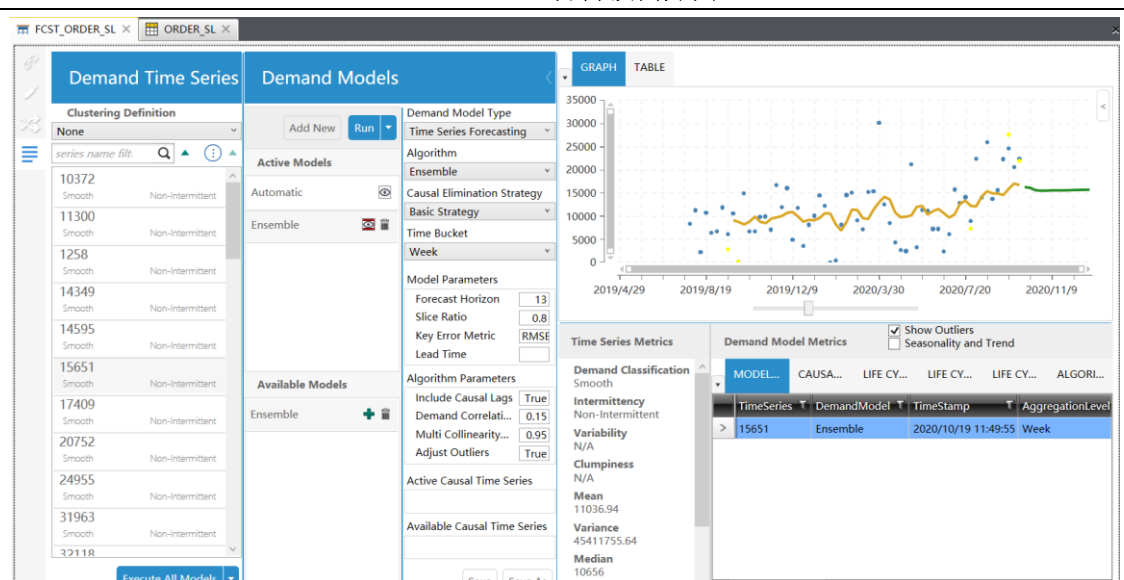 FCST_ORDER_SL
ORDER_SL
Demand Time Series
Clustering Definition
None
series name filt
10372
Smooth Non-Intermittent
11300
Smooth Non-Intermittent
1258
Smooth Non-Intermittent
14349
Smooth Non-Intermittent
14595
Smooth Non-Intermittent
15651
Smooth Non-Intermittent
17409
Smooth Non-Intermittent
20752
Smooth Non-Intermittent
24955
Smooth Non-Intermittent
31963
Smooth Non-Intermittent
32118
Execute All Models
Demand Models
Add New Run
Active Models
Automatic
Ensemble
Available Models
Ensemble
Demand Model Type
Time Series Forecasting
Algorithm
Ensemble
Causal Elimination Strategy
Basic Strategy
Time Bucket
Week
Model Parameters
Forecast Horizon 13
Slice Ratio 0.8
Key Error Metric RMSE
Lead Time
Algorithm Parameters
Include Causal Lags True
Demand Correlati... 0.15
Multi Collinearity... 0.95
Adjust Outliers True
Active Causal Time Series
Available Causal Time Series
Save Save As
GRAPH TABLE
35000
30000
25000
20000
15000
10000
5000
0
2019/4/29 2019/8/19 2019/12/9 2020/3/30 2020/7/20 2020/11/9
Time Series Metrics
Demand Classification
Smooth
Intermittency
Non-Intermittent
Variability
N/A
Clumpiness
N/A
Mean
11036.94
Variance
45411755.64
Median
10656
Demand Model Metrics
Show Outliers
Seasonality and Trend
MODEL... CAUSA... LIFE CY... LIFE CY... LIFE CY... ALGORI...
TimeSeries DemandModel TimeStamp AggregationLevel
15651 Ensemble 2020/10/19 11:49:55 Week